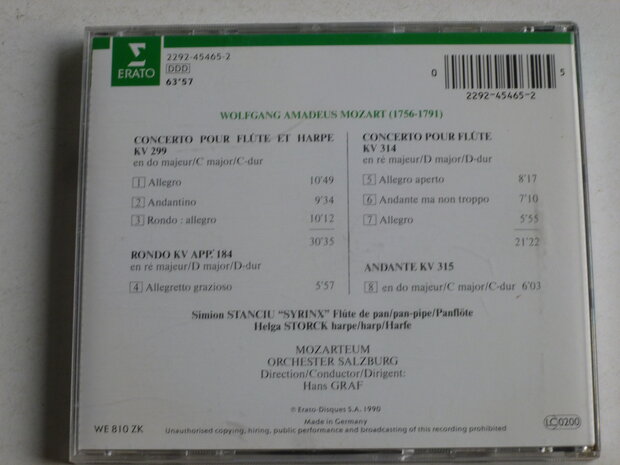 ERATO
2292-45465-2
DDD
63'57
0 5
2292-45465-2
WOLFGANG AMADEUS MOZART (1756-1791)
CONCERTO POUR FLÛTE ET HARPE
KV 299
en do majeur/C major/C-dur
1 Allegro 10'49
2 Andantino 9'34
3 Rondo : allegro 10'12
30'35
RONDO KV APP. 184
en ré majeur/D major/D-dur
4 Allegretto grazioso 5'57
CONCERTO POUR FLÛTE
KV 314
en ré majeur/D major/D-dur
5 Allegro aperto 8'17
6 Andante ma non troppo 7'10
7 Allegro 5'55
21'22
ANDANTE KV 315
8 en do majeur/C major/C-dur 6'03
Simion STANCIU "SYRINX" Flûte de pan/pan-pipe/Panflöte
Helga STORCK harpe/harp/Harfe
MOZARTEUM
ORCHESTER SALZBURG
Direction/Conductor/Dirigent:
Hans GRAF
℗ Erato-Disques S.A. 1990
Made in Germany
WE 810 ZK
Unauthorised copying, hiring, public performance and broadcasting of this recording prohibited
LC 0200